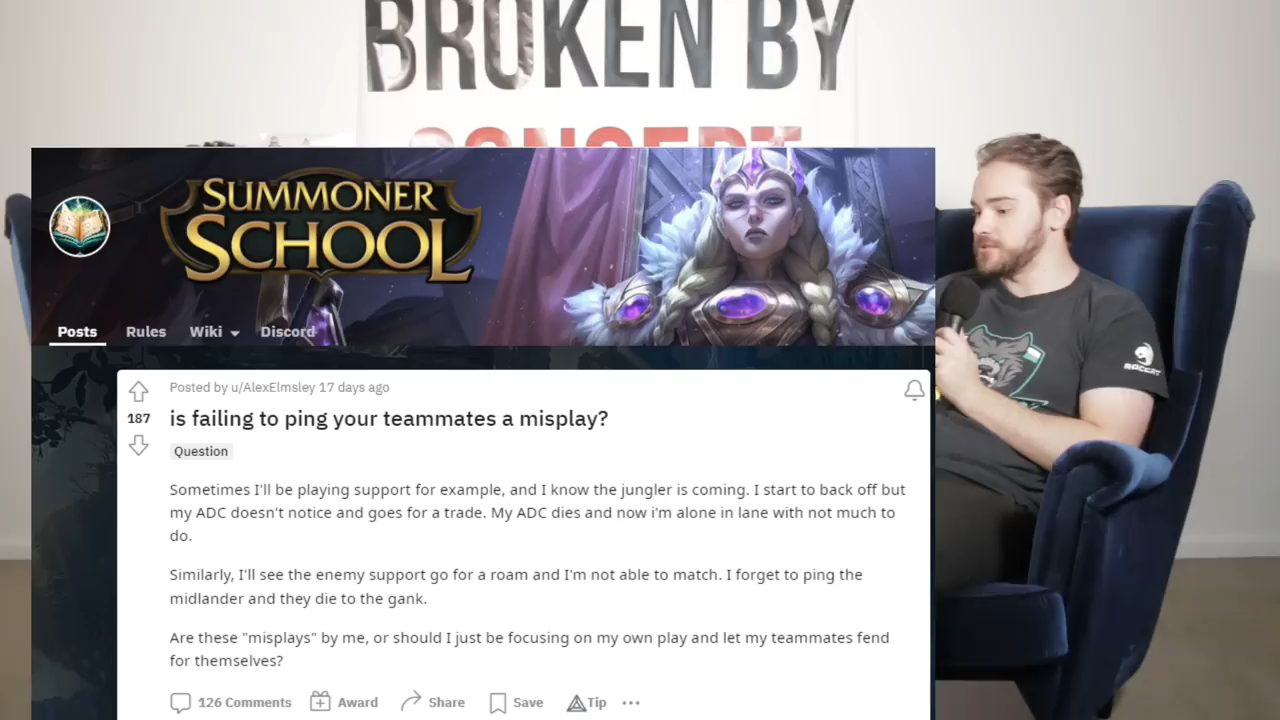 BROKEN BY
CONCEPT
SUMMONER
SCHOOL
Posts Rules Wiki Discord
Posted by u/AlexElmsley 17 days ago
187
is failing to ping your teammates a misplay?
Question
Sometimes I'll be playing support for example, and I know the jungler is coming. I start to back off but
my ADC doesn't notice and goes for a trade. My ADC dies and now i'm alone in lane with not much to
do.
Similarly, I'll see the enemy support go for a roam and I'm not able to match. I forget to ping the
midlander and they die to the gank.
Are these "misplays" by me, or should I just be focusing on my own play and let my teammates fend
for themselves?
126 Comments Award Share Save Tip
ROCCAT